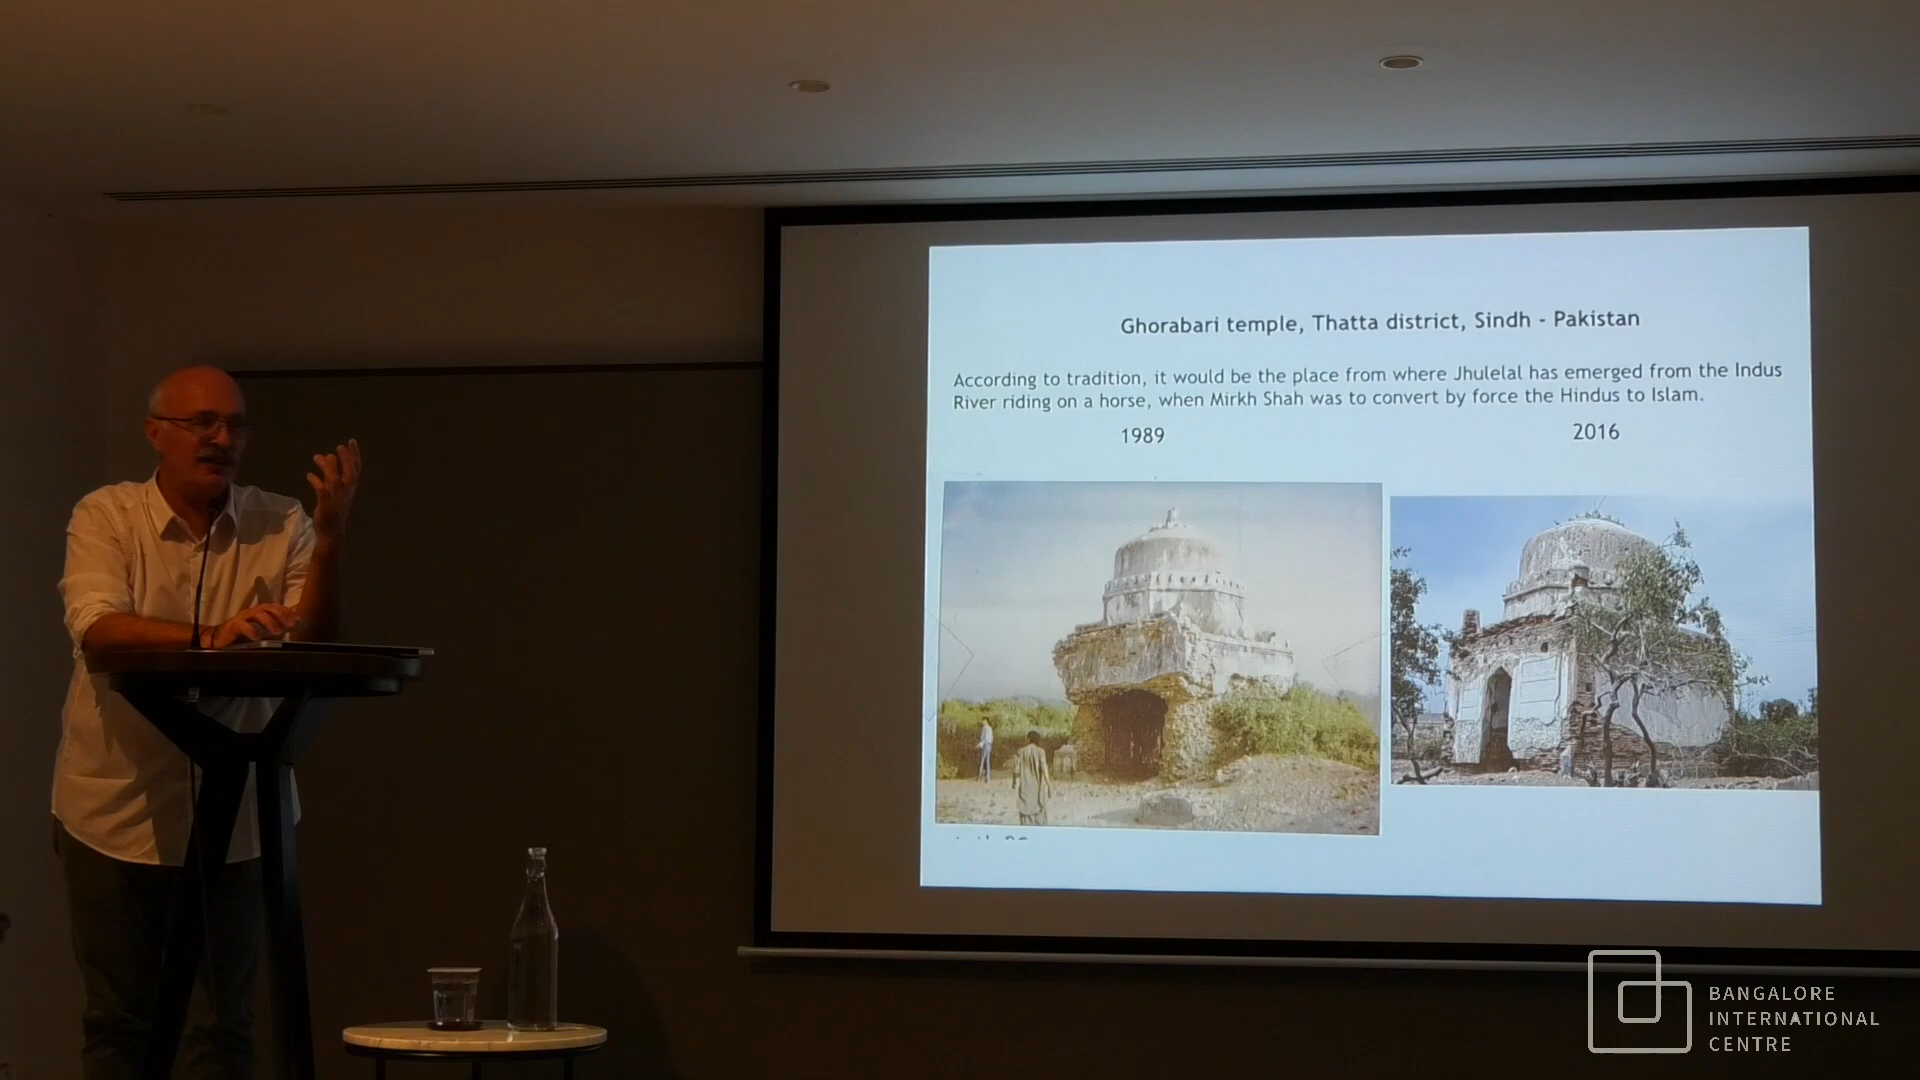 Ghorabari temple, Thatta district, Sindh - Pakistan
According to tradition, it would be the place from where Jhulelal has emerged from the Indus
River riding on a horse, when Mirkh Shah was to convert by force the Hindus to Islam.
1989
2016
BANGALORE
INTERNATIONAL
CENTRE